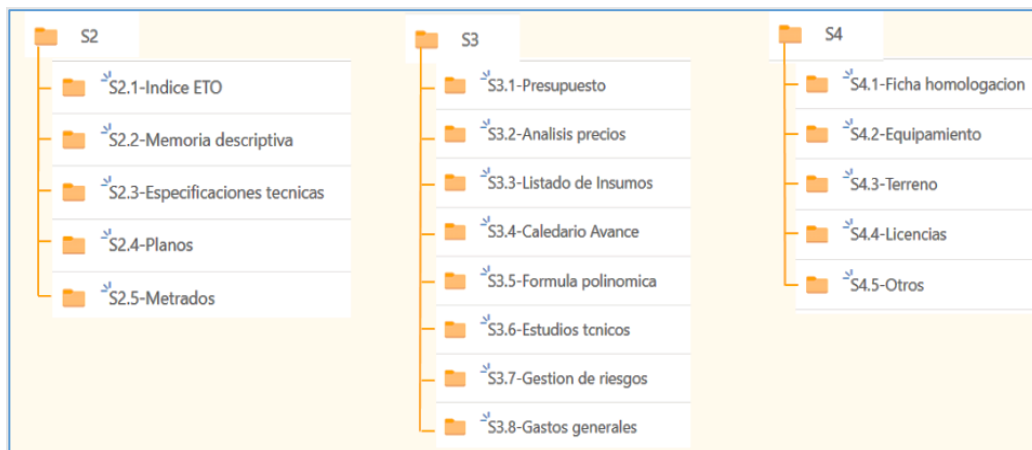 S2
S2.1-Indice ETO
S2.2-Memoria descriptiva
S2.3-Especificaciones tecnicas
S2.4-Planos
S2.5-Metrados
S3
S3.1-Presupuesto
S3.2-Analisis precios
S3.3-Listado de Insumos
S3.4-Caledario Avance
S3.5-Formula polinomica
S3.6-Estudios tcnicos
S3.7-Gestion de riesgos
S3.8-Gastos generales
S4
S4.1-Ficha homologacion
S4.2-Equipamiento
S4.3-Terreno
S4.4-Licencias
S4.5-Otros